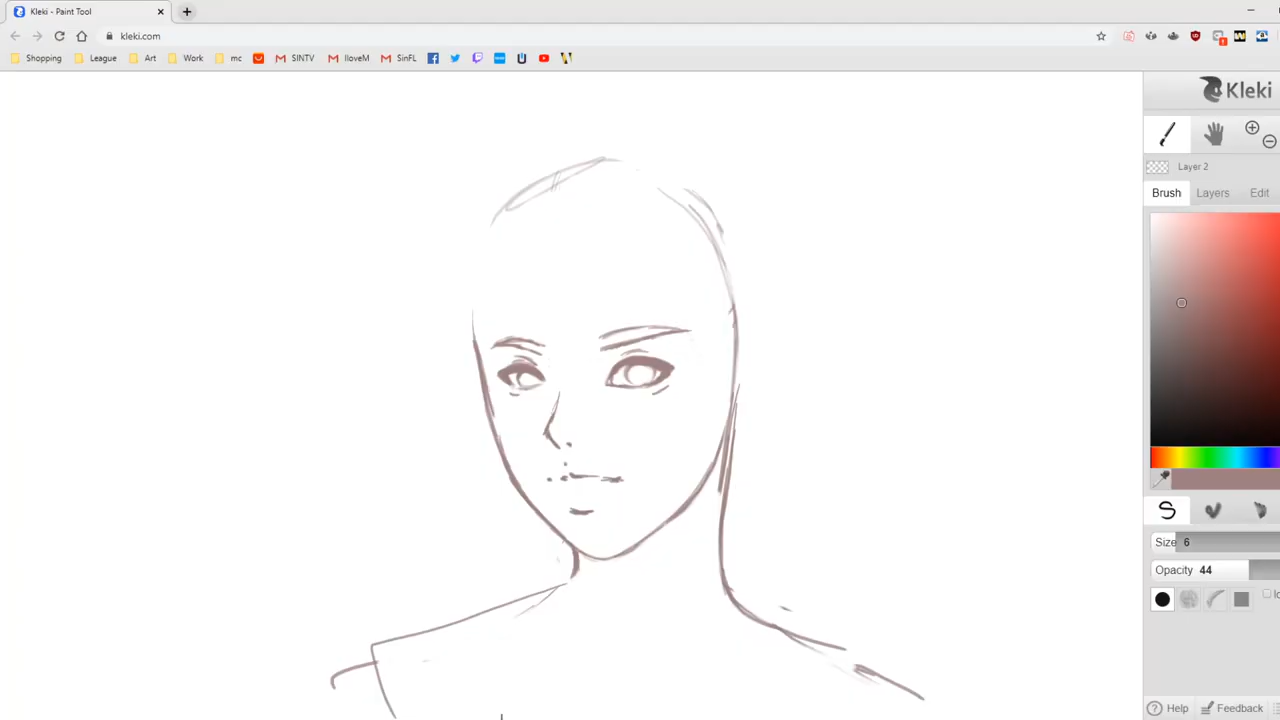 Kleki - Paint Tool
kleki.com
Shopping League Art Work mc SINTV IloveM SinFL
Kleki
Layer 2
Brush Layers Edit
Size 6
Opacity 44
Help Feedback